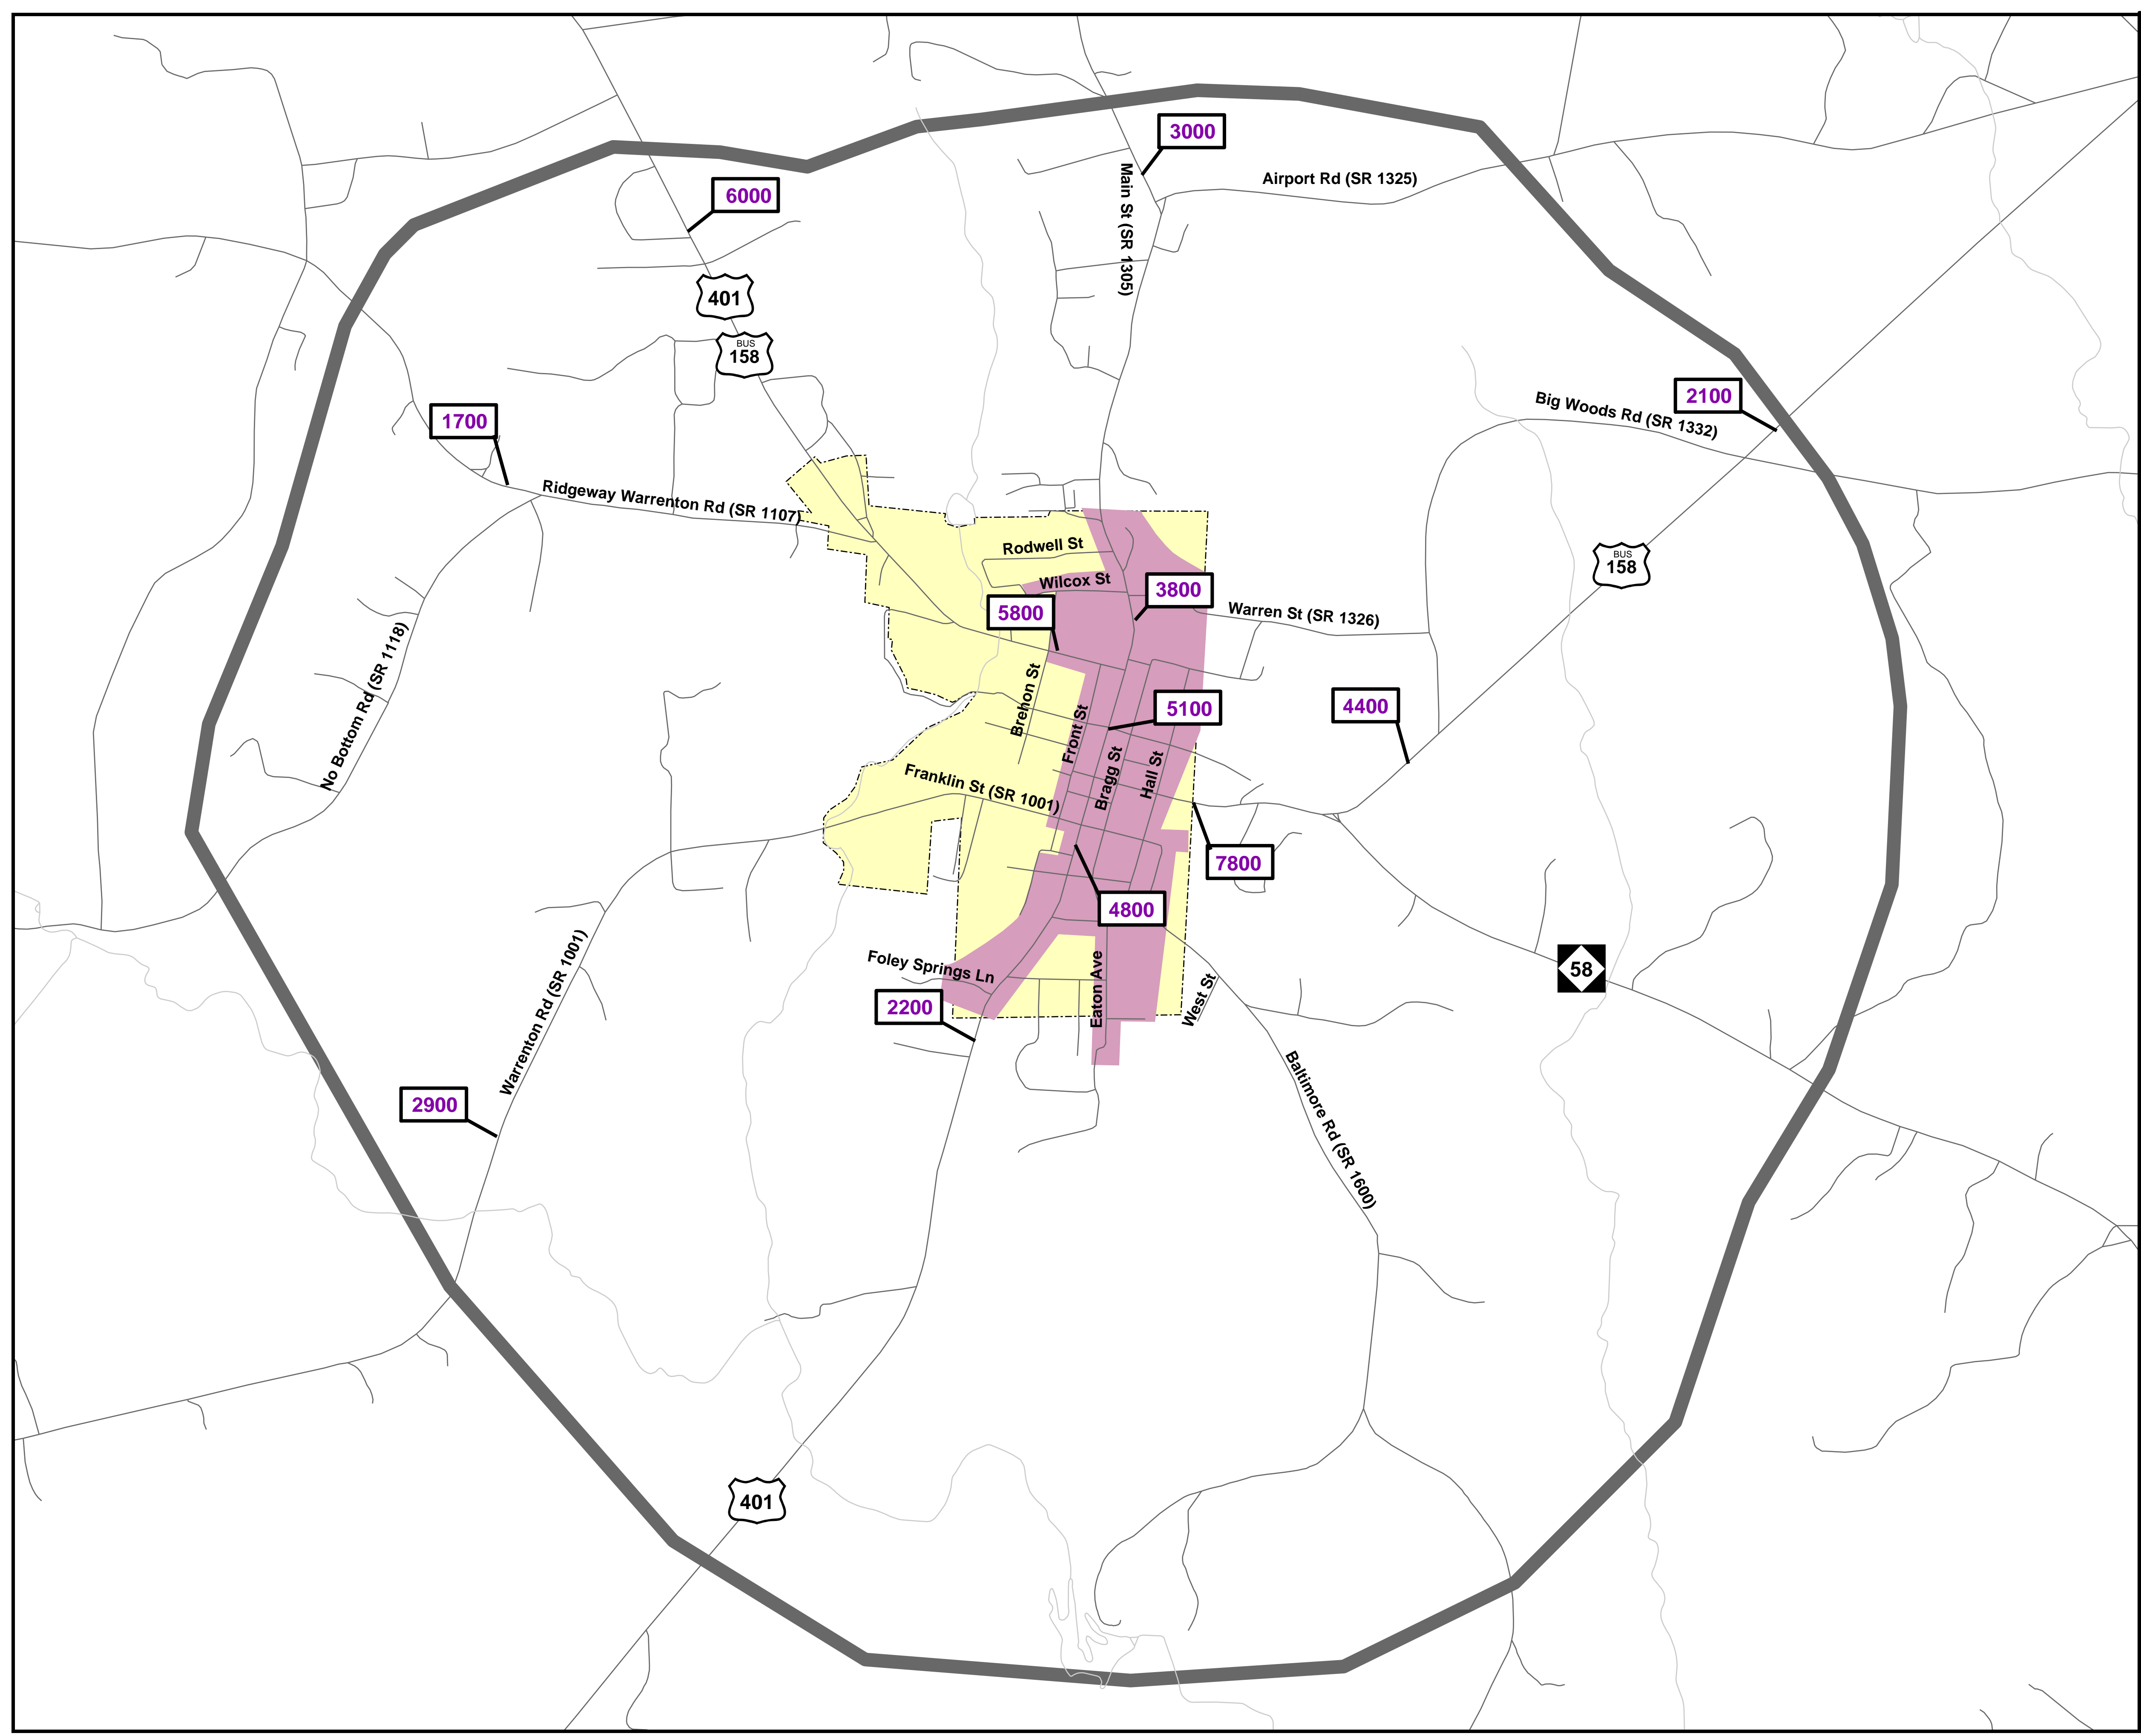 3000
Main St (SR 1305)
Airport Rd (SR 1325)
6000
401
BUS
158
2100
Big Woods Rd (SR 1332)
1700
Ridgeway Warrenton Rd (SR 1107)
Rodwell St
Wilcox St
3800
5800
Warren St (SR 1326)
BUS
158
No Bottom Rd (SR 1118)
Brehon St
Front St
5100
4400
Bragg St
Hall St
Franklin St (SR 1001)
7800
4800
Foley Springs Ln
2200
Eaton Ave
West St
58
Warrenton Rd (SR 1001)
2900
Baltimore Rd (SR 1600)
401